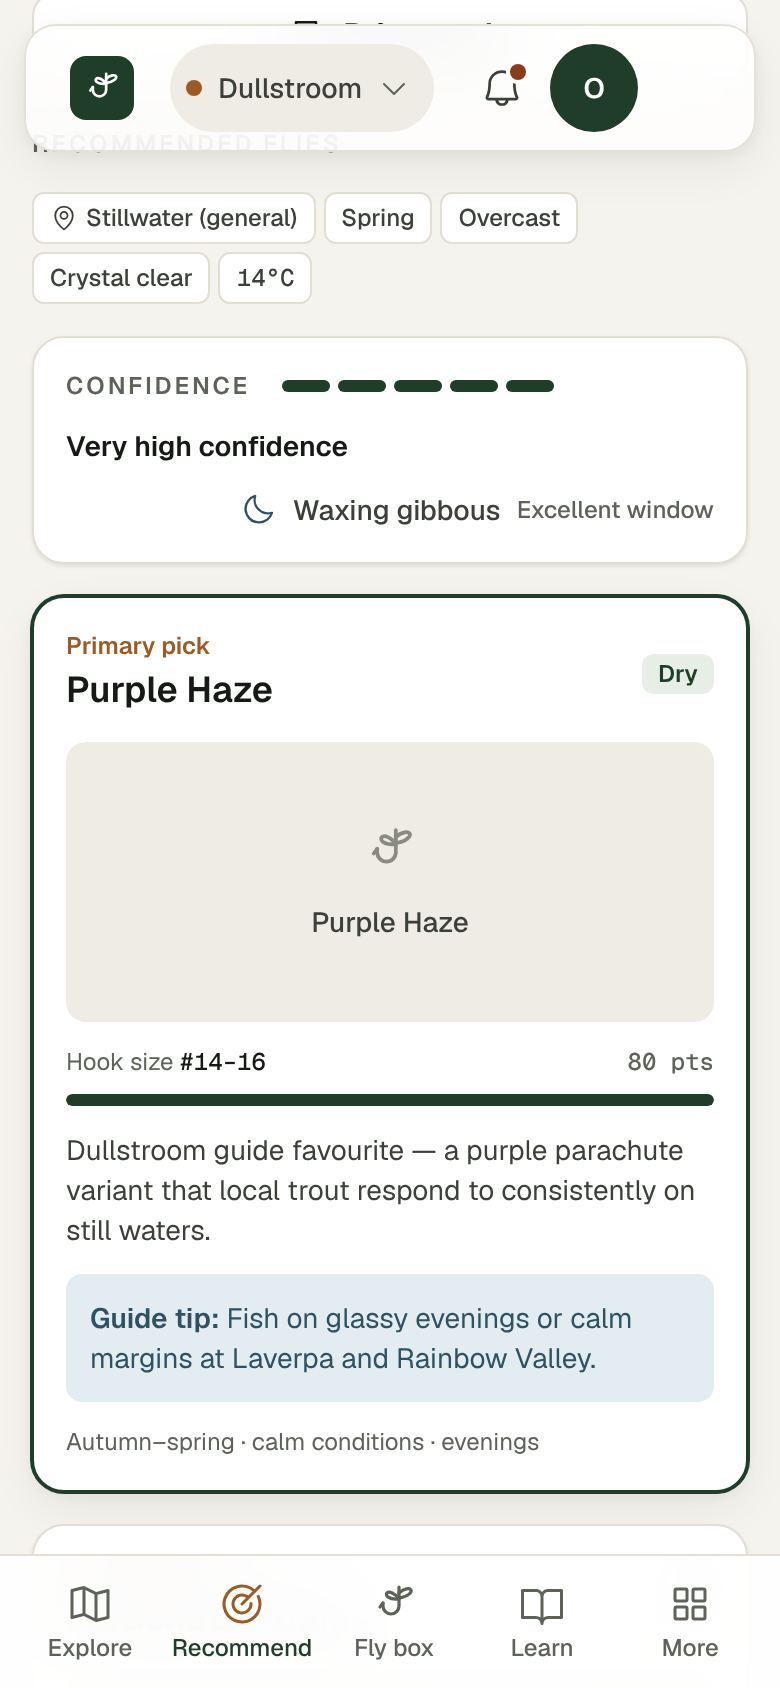 Dullstroom
O
RECOMMENDED FLIES
Stillwater (general)
Spring
Overcast
Crystal clear
14°C
CONFIDENCE
Very high confidence
Waxing gibbous Excellent window
Primary pick
Purple Haze
Dry
Purple Haze
Hook size #14–16
80 pts
Dullstroom guide favourite — a purple parachute
variant that local trout respond to consistently on
still waters.
Guide tip: Fish on glassy evenings or calm
margins at Laverpa and Rainbow Valley.
Autumn–spring · calm conditions · evenings
Explore
Recommend
Fly box
Learn
More